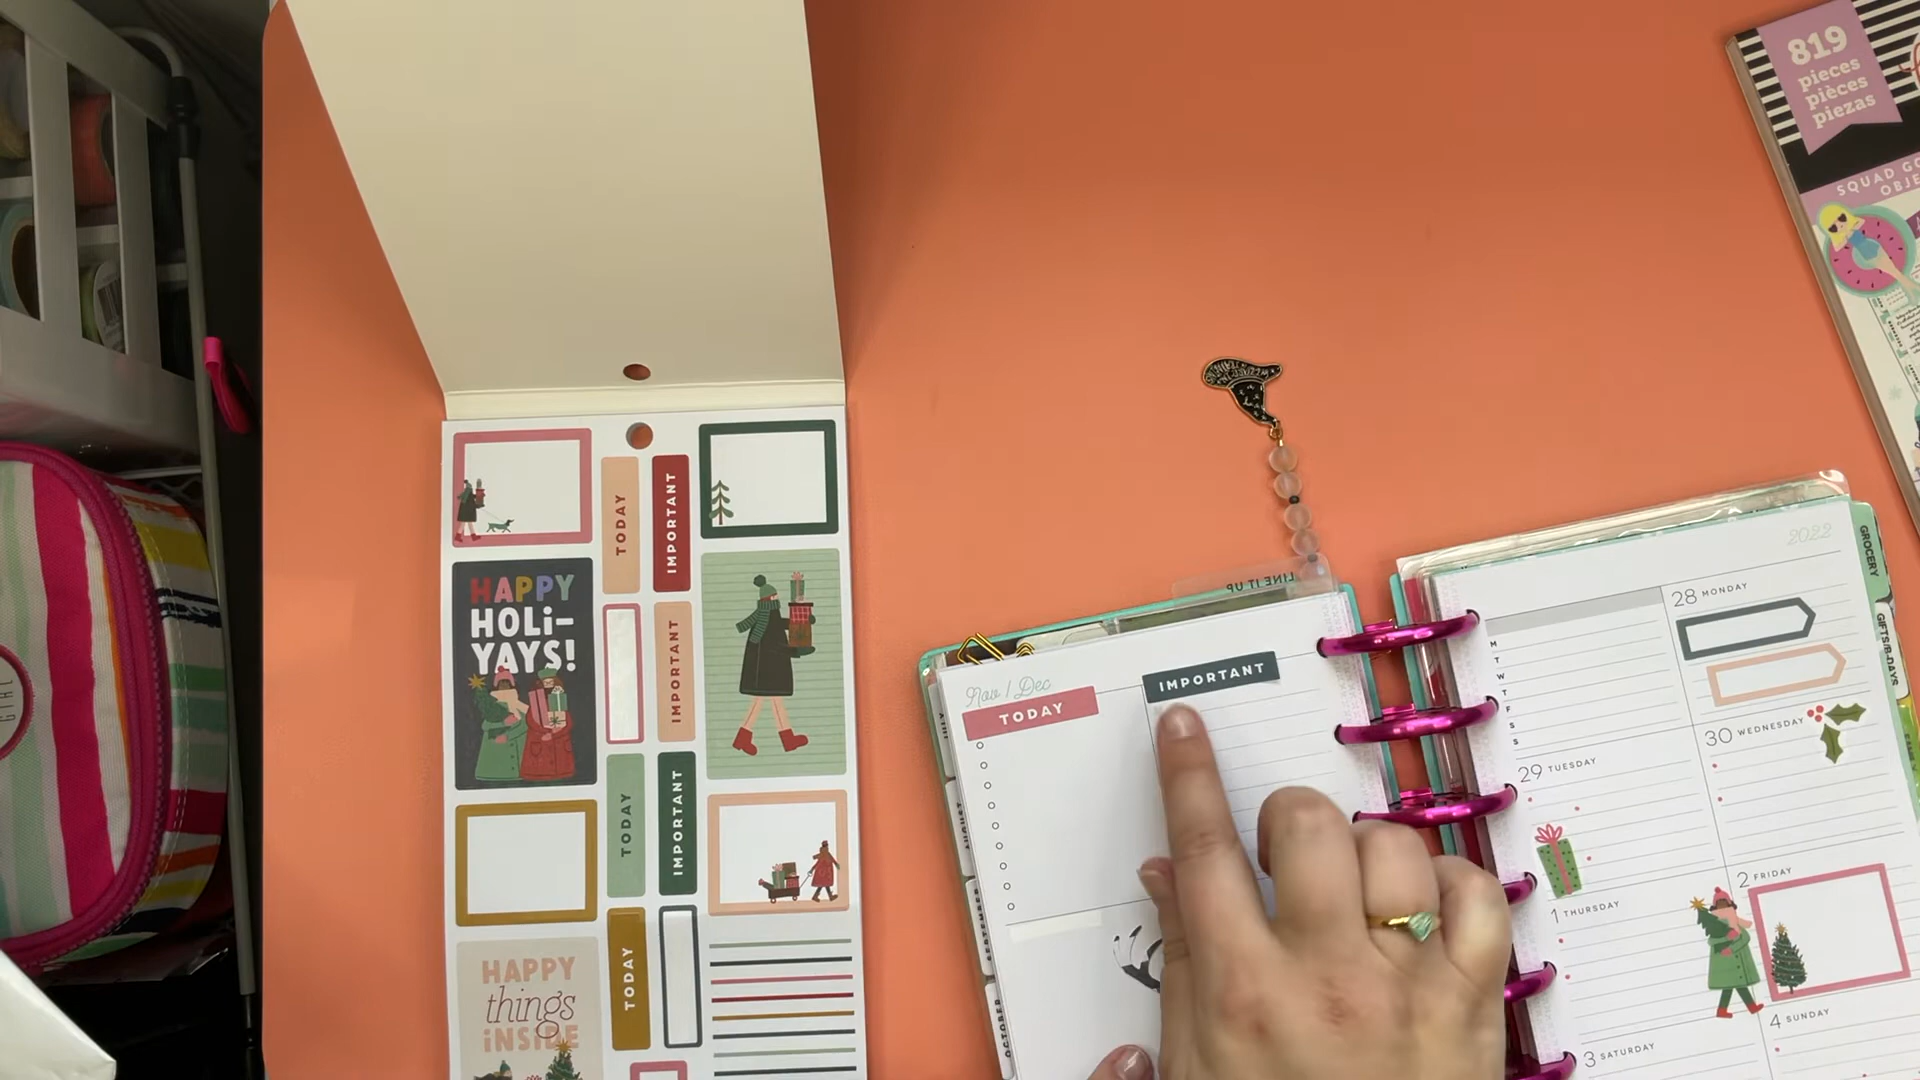 TODAY
IMPORTANT
HAPPY
HOLi-
YAYS!
IMPORTANT
TODAY
IMPORTANT
HAPPY
things
iNSiDE
TODAY
LINE IT UP
Nov / Dec
TODAY
IMPORTANT
OCTOBER
2022
M
T
W
T
F
S
S
28 MONDAY
29 TUESDAY
30 WEDNESDAY
1 THURSDAY
2 FRIDAY
3 SATURDAY
4 SUNDAY
GROCERY
GIFTS/B-DAYS
819
pieces
pièces
piezas
SQUAD GO
OBJE